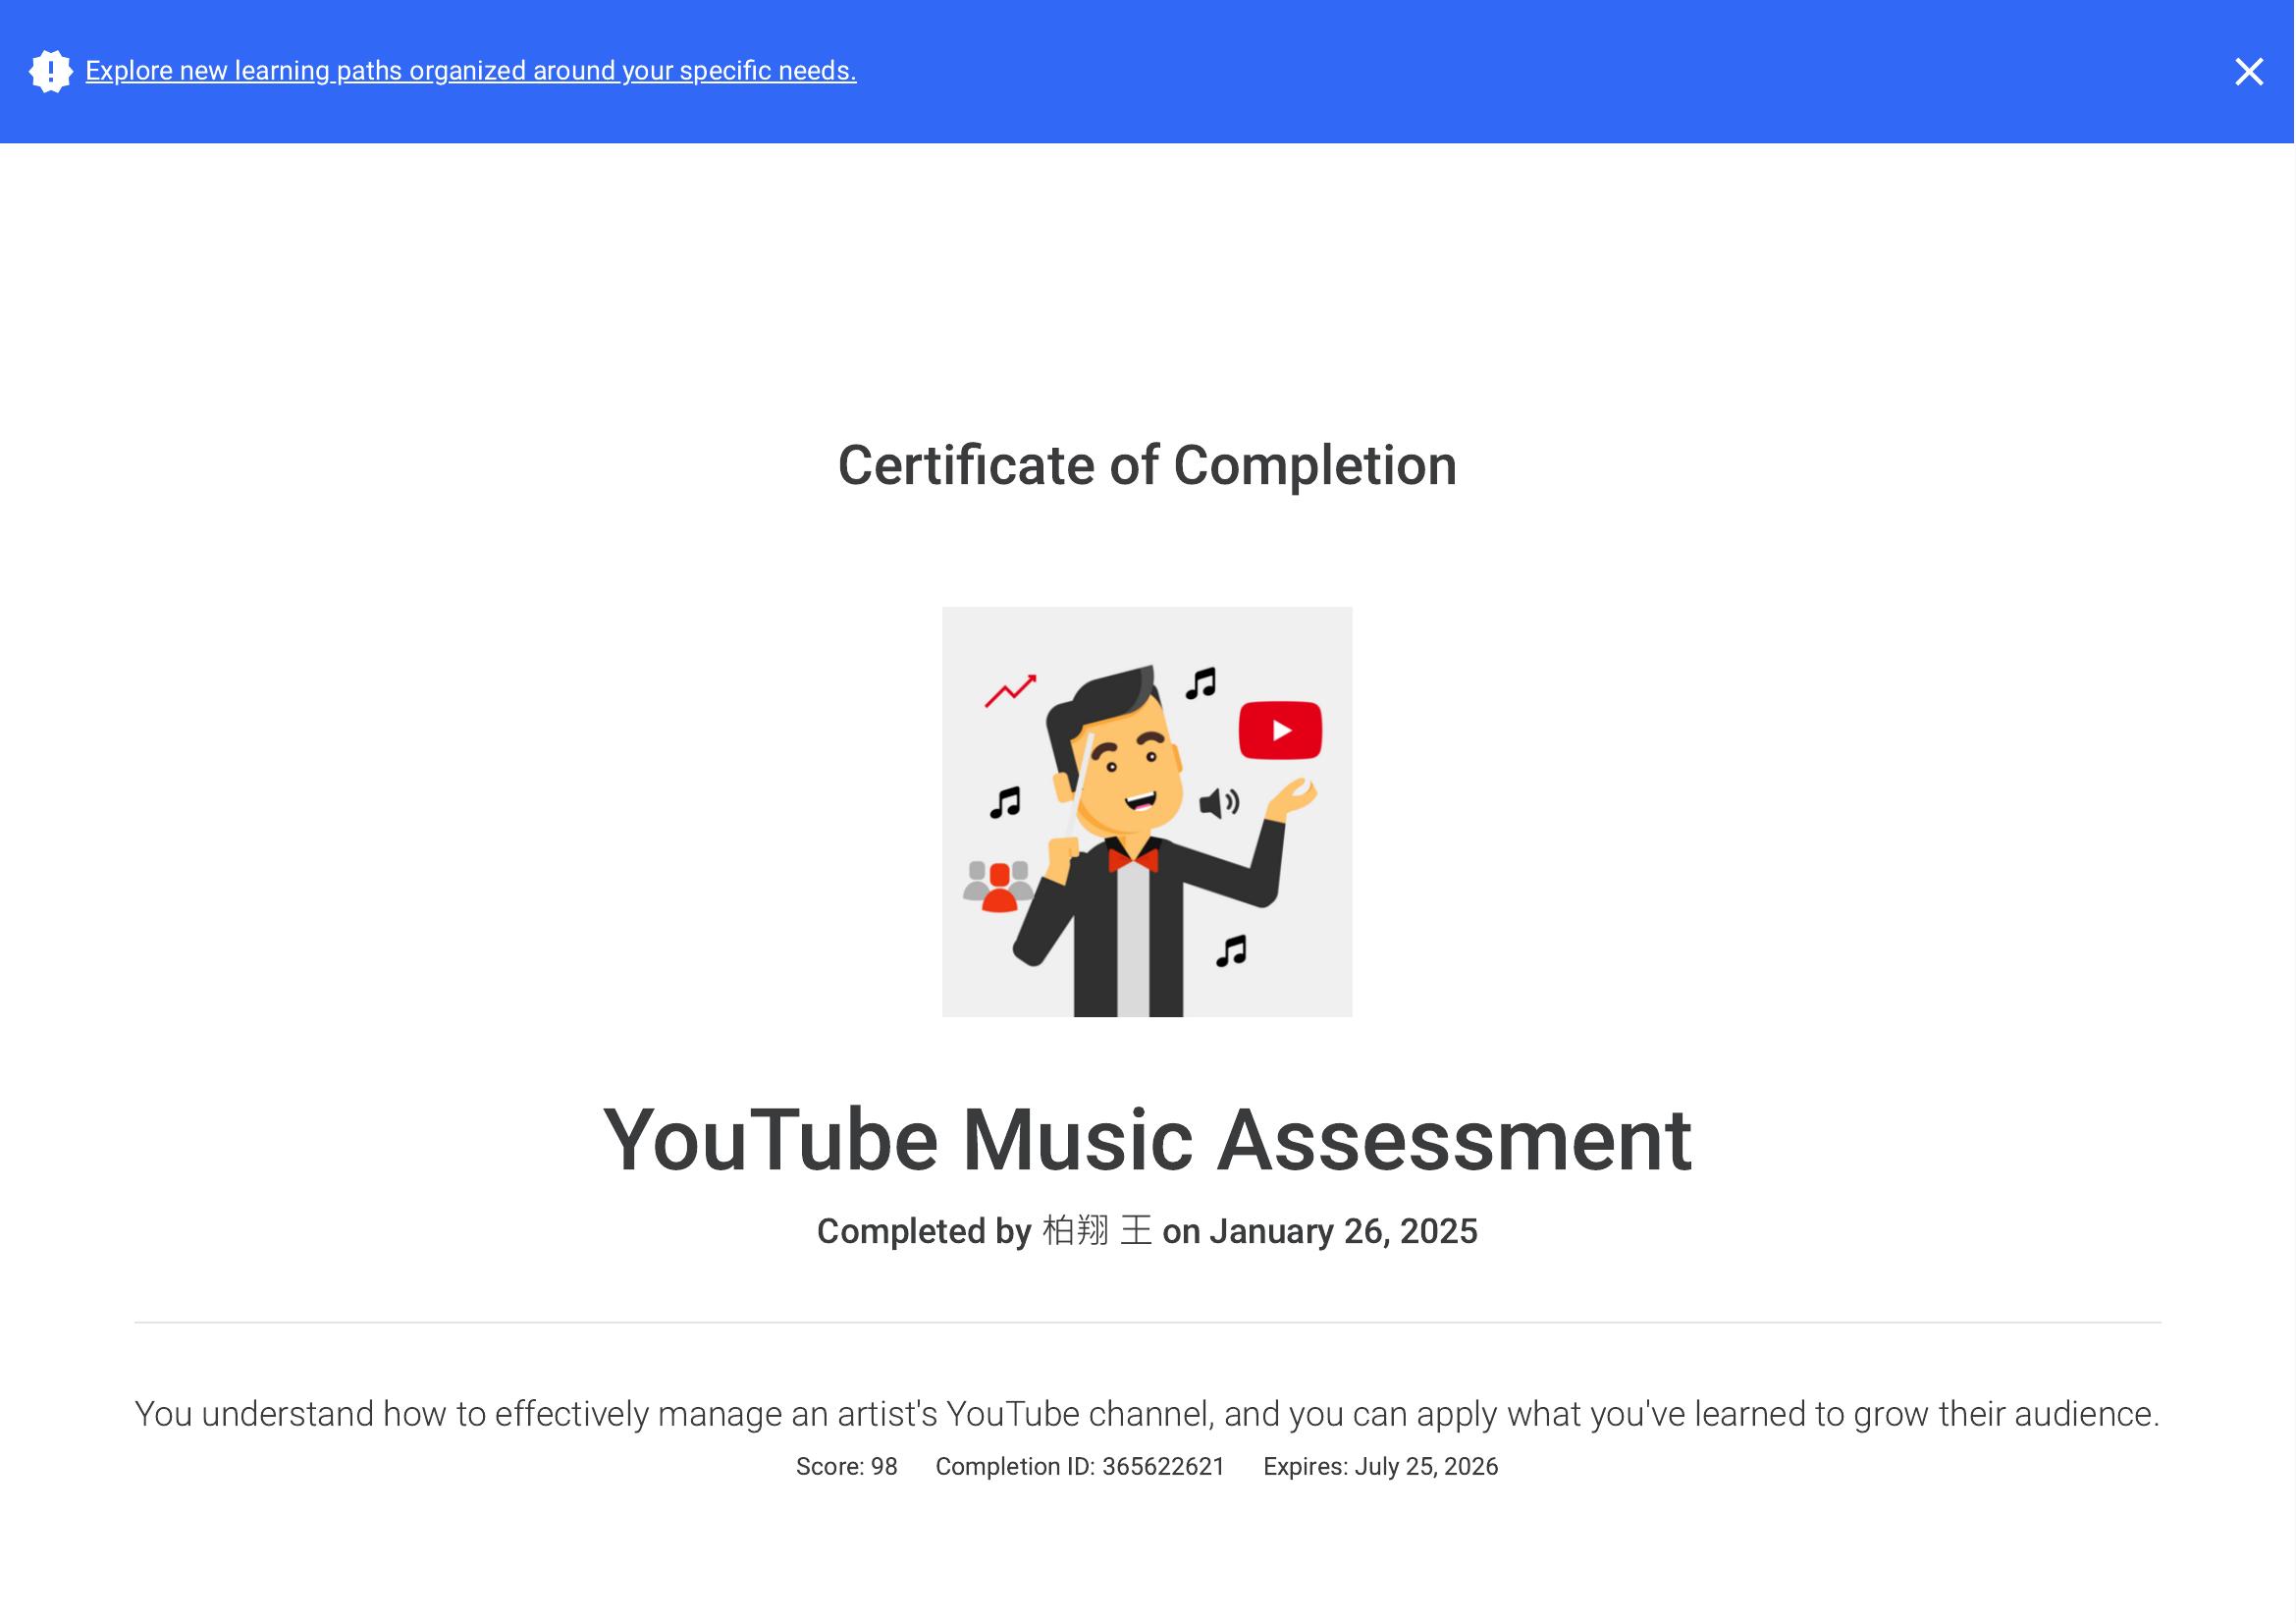 Explore new learning paths organized around your specific needs.
Certificate of Completion
YouTube Music Assessment
Completed by 柏翔 王 on January 26, 2025
You understand how to effectively manage an artist's YouTube channel, and you can apply what you've learned to grow their audience.
Score: 98 Completion ID: 365622621 Expires: July 25, 2026